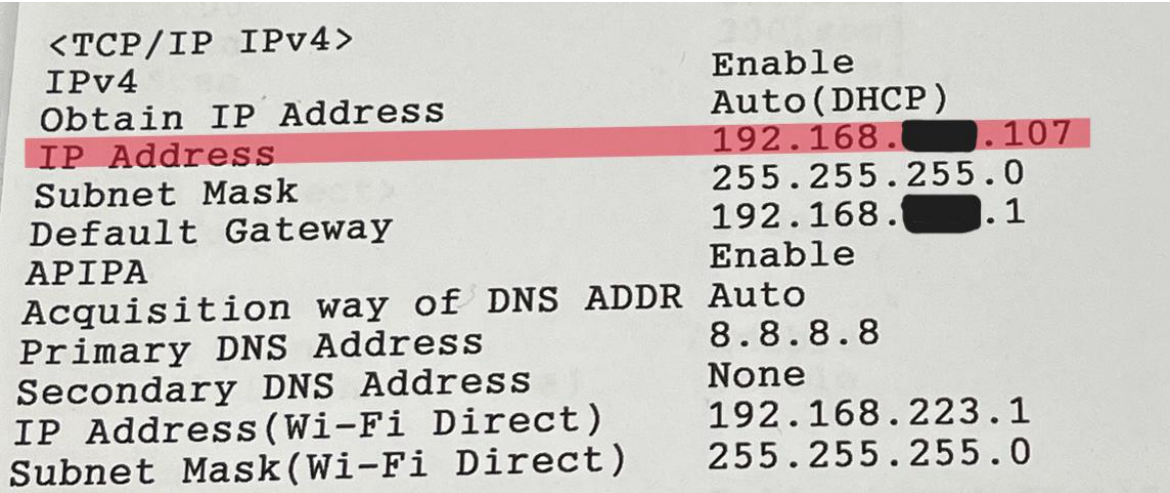 <TCP/IP IPv4>
IPv4 Enable
Obtain IP Address Auto(DHCP)
IP Address 192.168. .107
Subnet Mask 255.255.255.0
Default Gateway 192.168. .1
APIPA Enable
Acquisition way of DNS ADDR Auto
Primary DNS Address 8.8.8.8
Secondary DNS Address None
IP Address(Wi-Fi Direct) 192.168.223.1
Subnet Mask(Wi-Fi Direct) 255.255.255.0